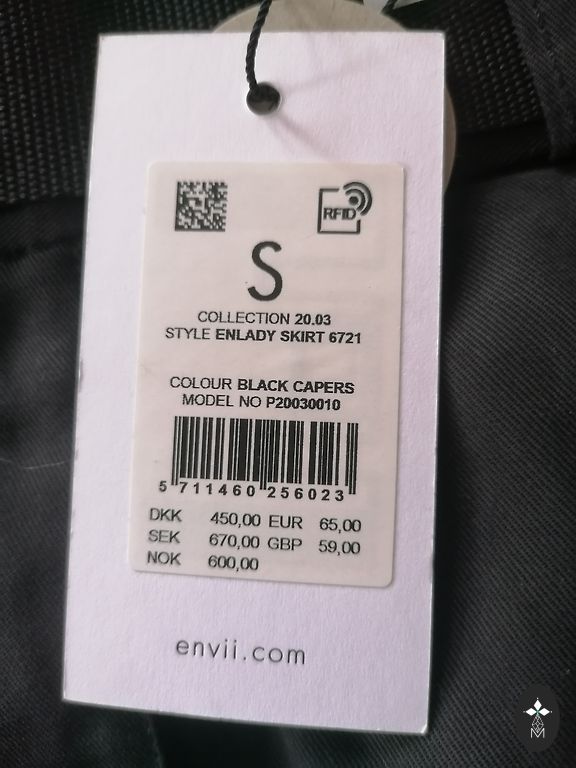 RFID
S
COLLECTION 20.03
STYLE ENLADY SKIRT 6721
COLOUR BLACK CAPERS
MODEL NO P20030010
5 711460 256023
DKK 450,00 EUR 65,00
SEK 670,00 GBP 59,00
NOK 600,00
envii.com
M